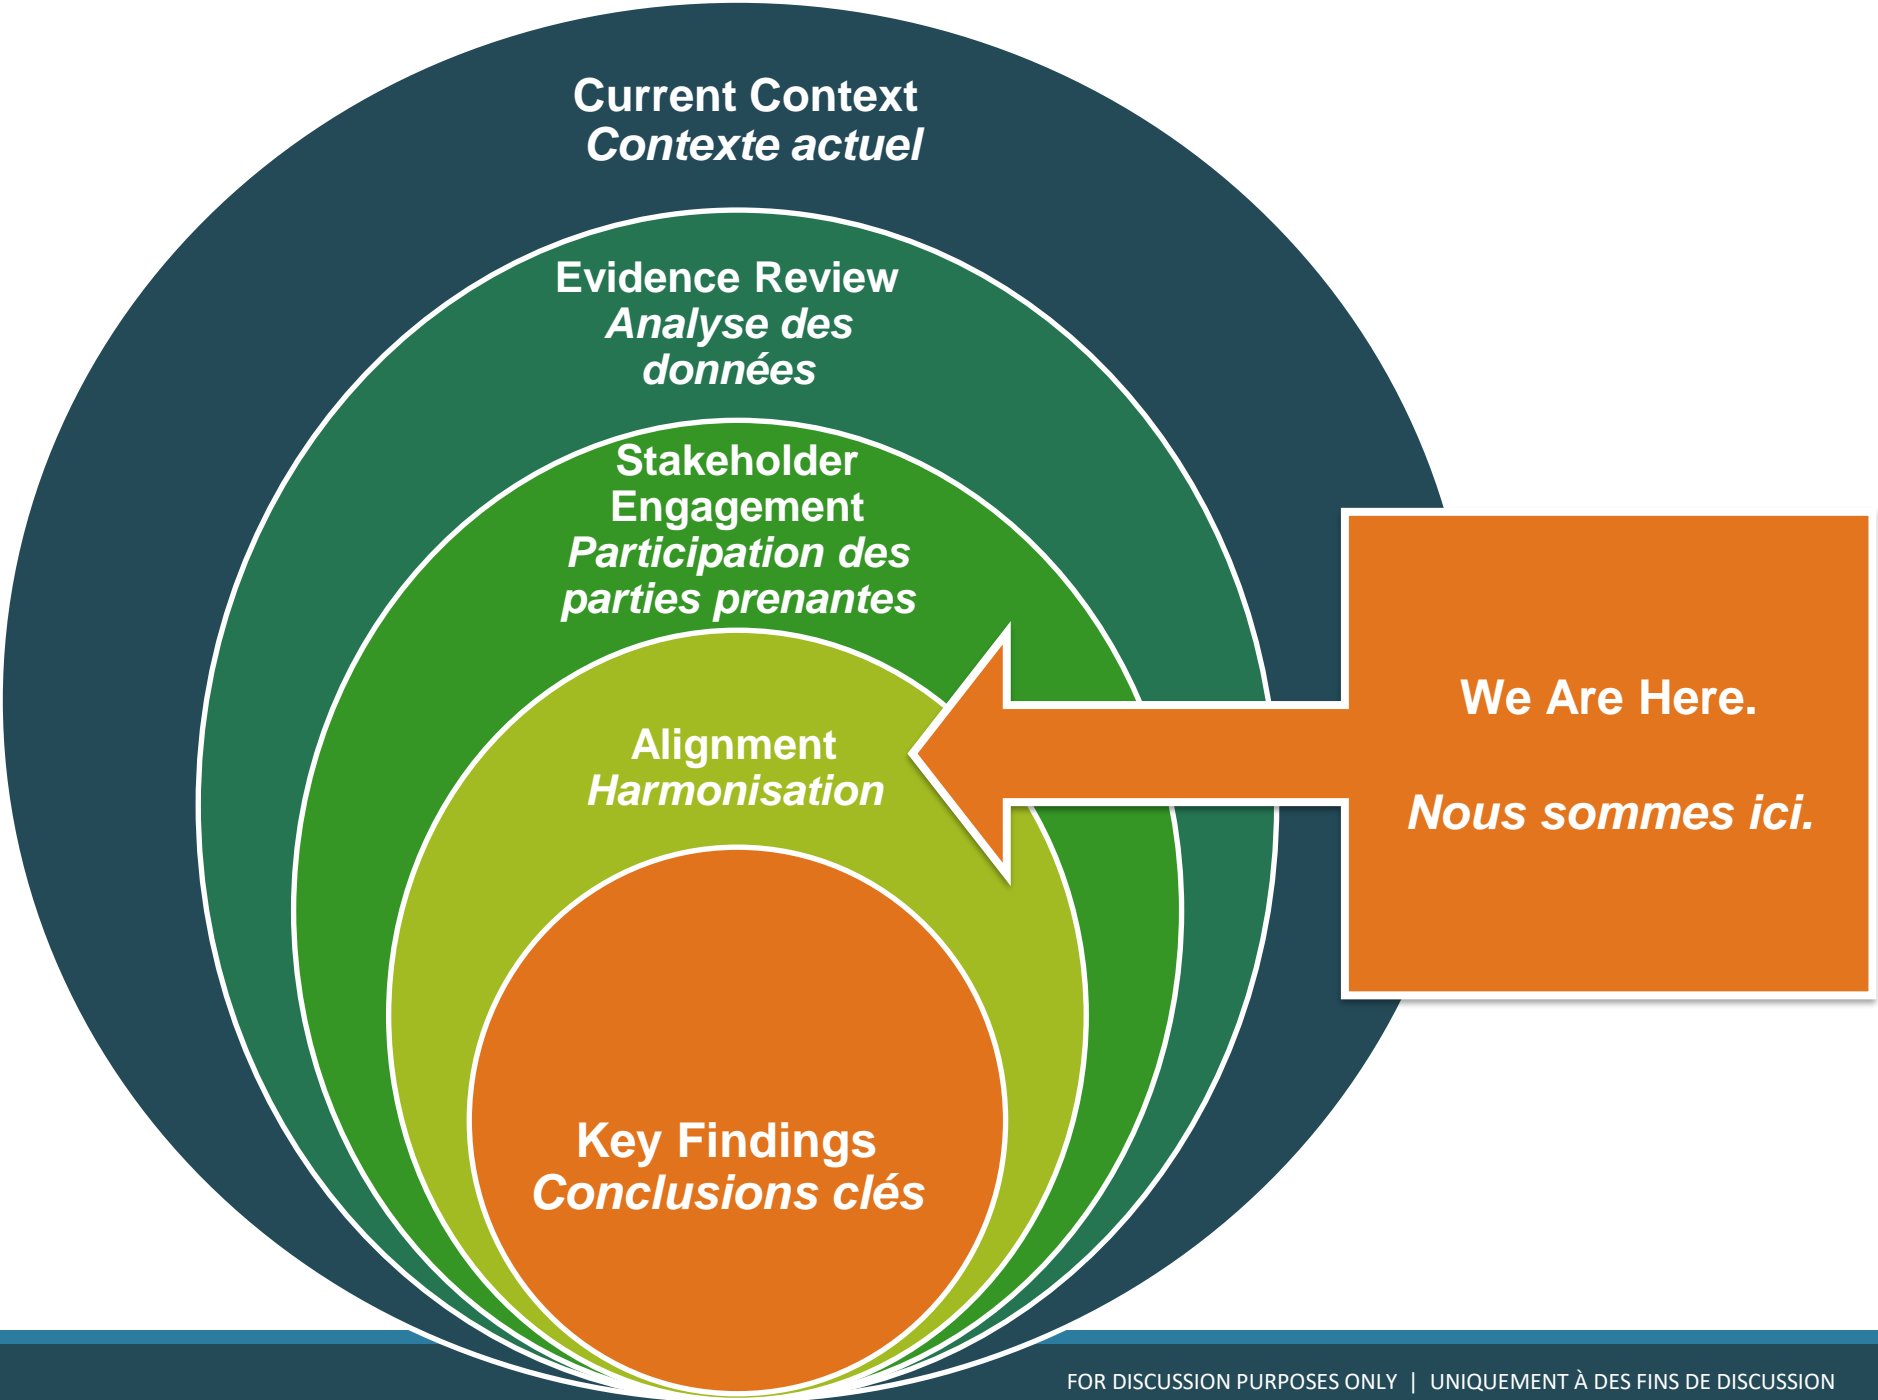 Current Context
Contexte actuel
Evidence Review
Analyse des
données
Stakeholder
Engagement
Participation des
parties prenantes
Alignment
Harmonisation
We Are Here.
Nous sommes ici.
Key Findings
Conclusions clés
FOR DISCUSSION PURPOSES ONLY | UNIQUEMENT À DES FINS DE DISCUSSION